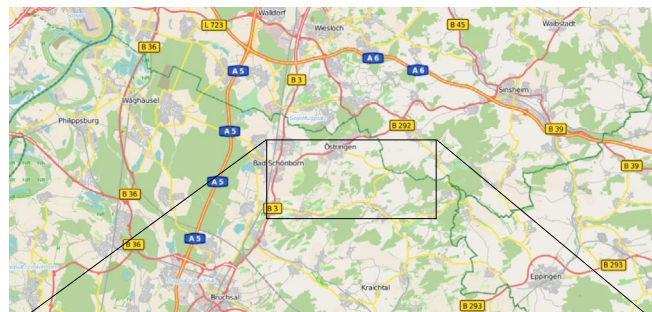 Walldorf
L 723
Wiesloch
B 45
Waibstadt
B 36
A 6
A 5
A 6
B 3
Sinsheim
Waghäusel
Philippsburg
B 292
A 5
B 39
Östringen
Bad Schönborn
B 39
A 5
B 36
B 3
A 5
B 36
B 293
Eppingen
Kraichtal
Bruchsal
B 293